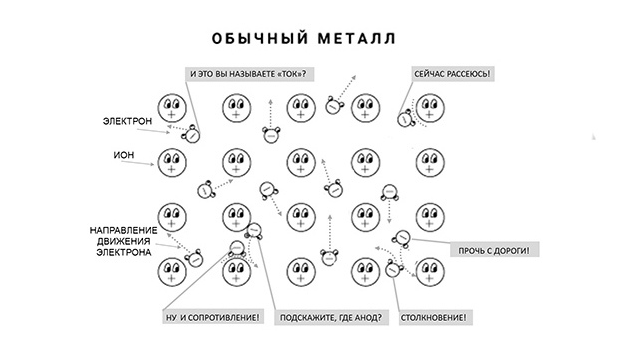 ОБЫЧНЫЙ МЕТАЛЛ
И ЭТО ВЫ НАЗЫВАЕТЕ «ТОК»?
СЕЙЧАС РАССЕЮСЬ!
ЭЛЕКТРОН
ИОН
НАПРАВЛЕНИЕ
ДВИЖЕНИЯ
ЭЛЕКТРОНА
ПРОЧЬ С ДОРОГИ!
НУ И СОПРОТИВЛЕНИЕ!
ПОДСКАЖИТЕ, ГДЕ АНОД?
СТОЛКНОВЕНИЕ!